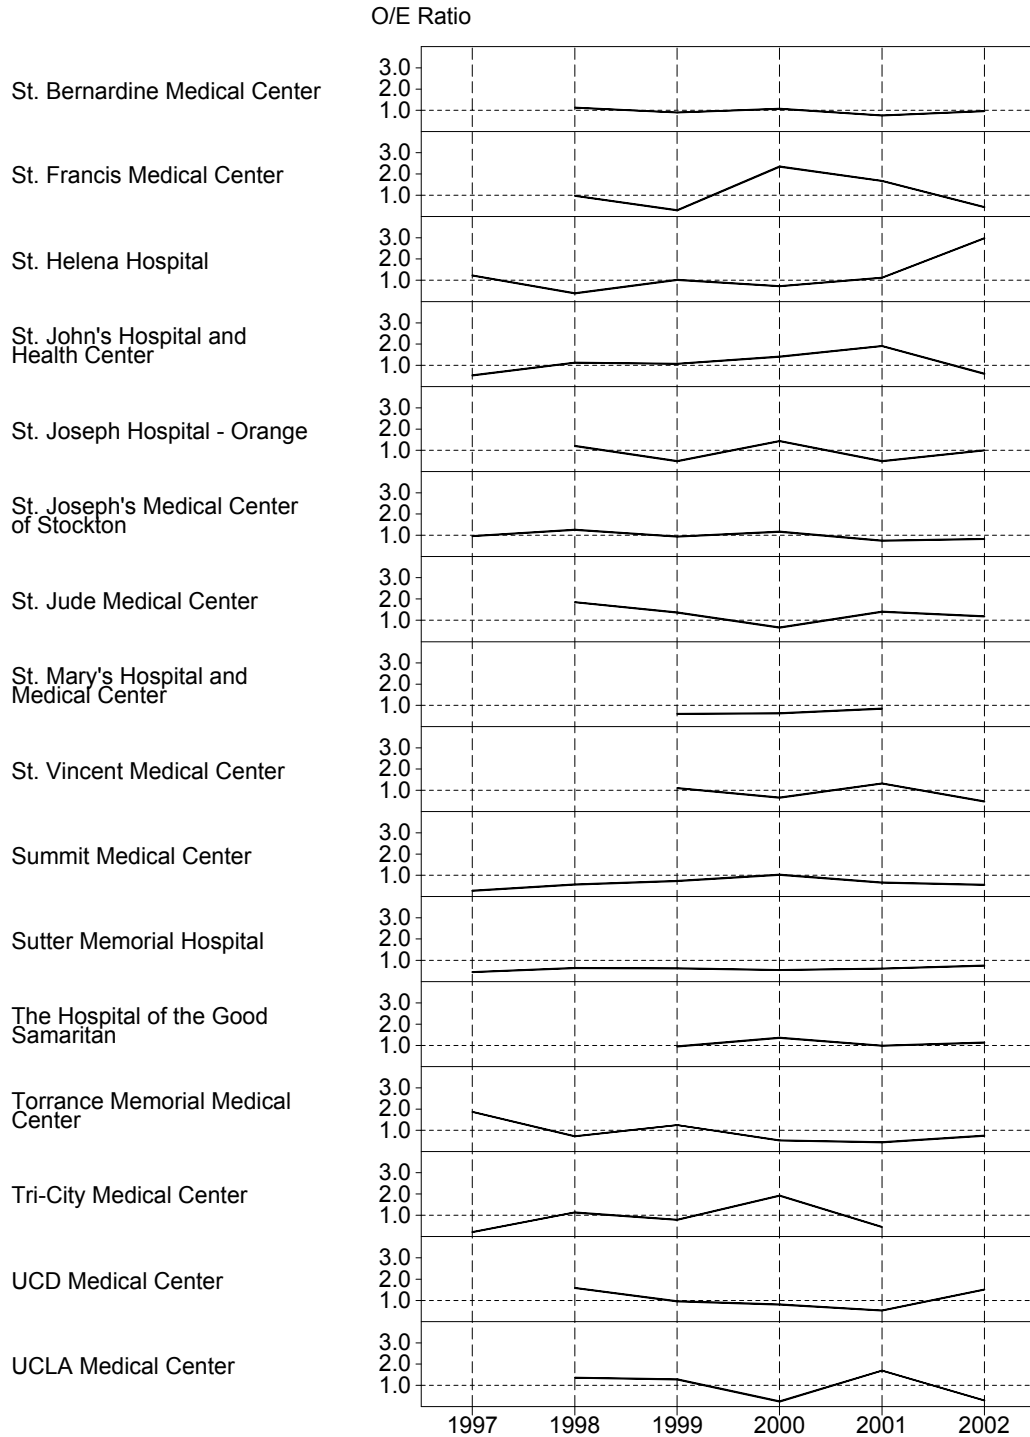 O/E Ratio
St. Bernardine Medical Center
3.0
2.0
1.0
St. Francis Medical Center
3.0
2.0
1.0
St. Helena Hospital
3.0
2.0
1.0
St. John's Hospital and
Health Center
3.0
2.0
1.0
St. Joseph Hospital - Orange
3.0
2.0
1.0
St. Joseph's Medical Center
of Stockton
3.0
2.0
1.0
St. Jude Medical Center
3.0
2.0
1.0
St. Mary's Hospital and
Medical Center
3.0
2.0
1.0
St. Vincent Medical Center
3.0
2.0
1.0
Summit Medical Center
3.0
2.0
1.0
Sutter Memorial Hospital
3.0
2.0
1.0
The Hospital of the Good
Samaritan
3.0
2.0
1.0
Torrance Memorial Medical
Center
3.0
2.0
1.0
Tri-City Medical Center
3.0
2.0
1.0
UCD Medical Center
3.0
2.0
1.0
UCLA Medical Center
3.0
2.0
1.0
1997 1998 1999 2000 2001 2002